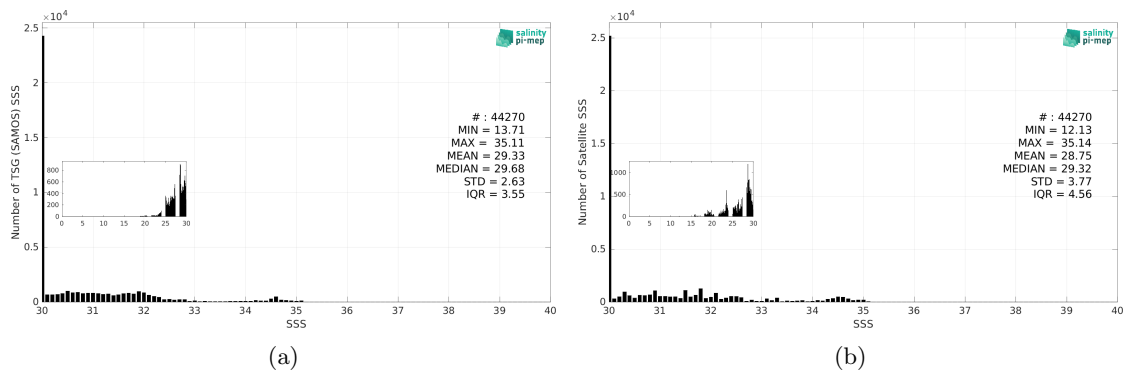 ×10⁴
2.5
2
1.5
1
0.5
0
Number of TSG (SAMOS) SSS
salinity
pi-mep
# : 44270
MIN = 13.71
MAX = 35.11
MEAN = 29.33
MEDIAN = 29.68
STD = 2.63
IQR = 3.55
800
600
400
200
0
0 5 10 15 20 25 30
30 31 32 33 34 35 36 37 38 39 40
SSS
(a)
×10⁴
2.5
2
1.5
1
0.5
0
Number of Satellite SSS
salinity
pi-mep
# : 44270
MIN = 12.13
MAX = 35.14
MEAN = 28.75
MEDIAN = 29.32
STD = 3.77
IQR = 4.56
1000
500
0
0 5 10 15 20 25 30
30 31 32 33 34 35 36 37 38 39 40
SSS
(b)